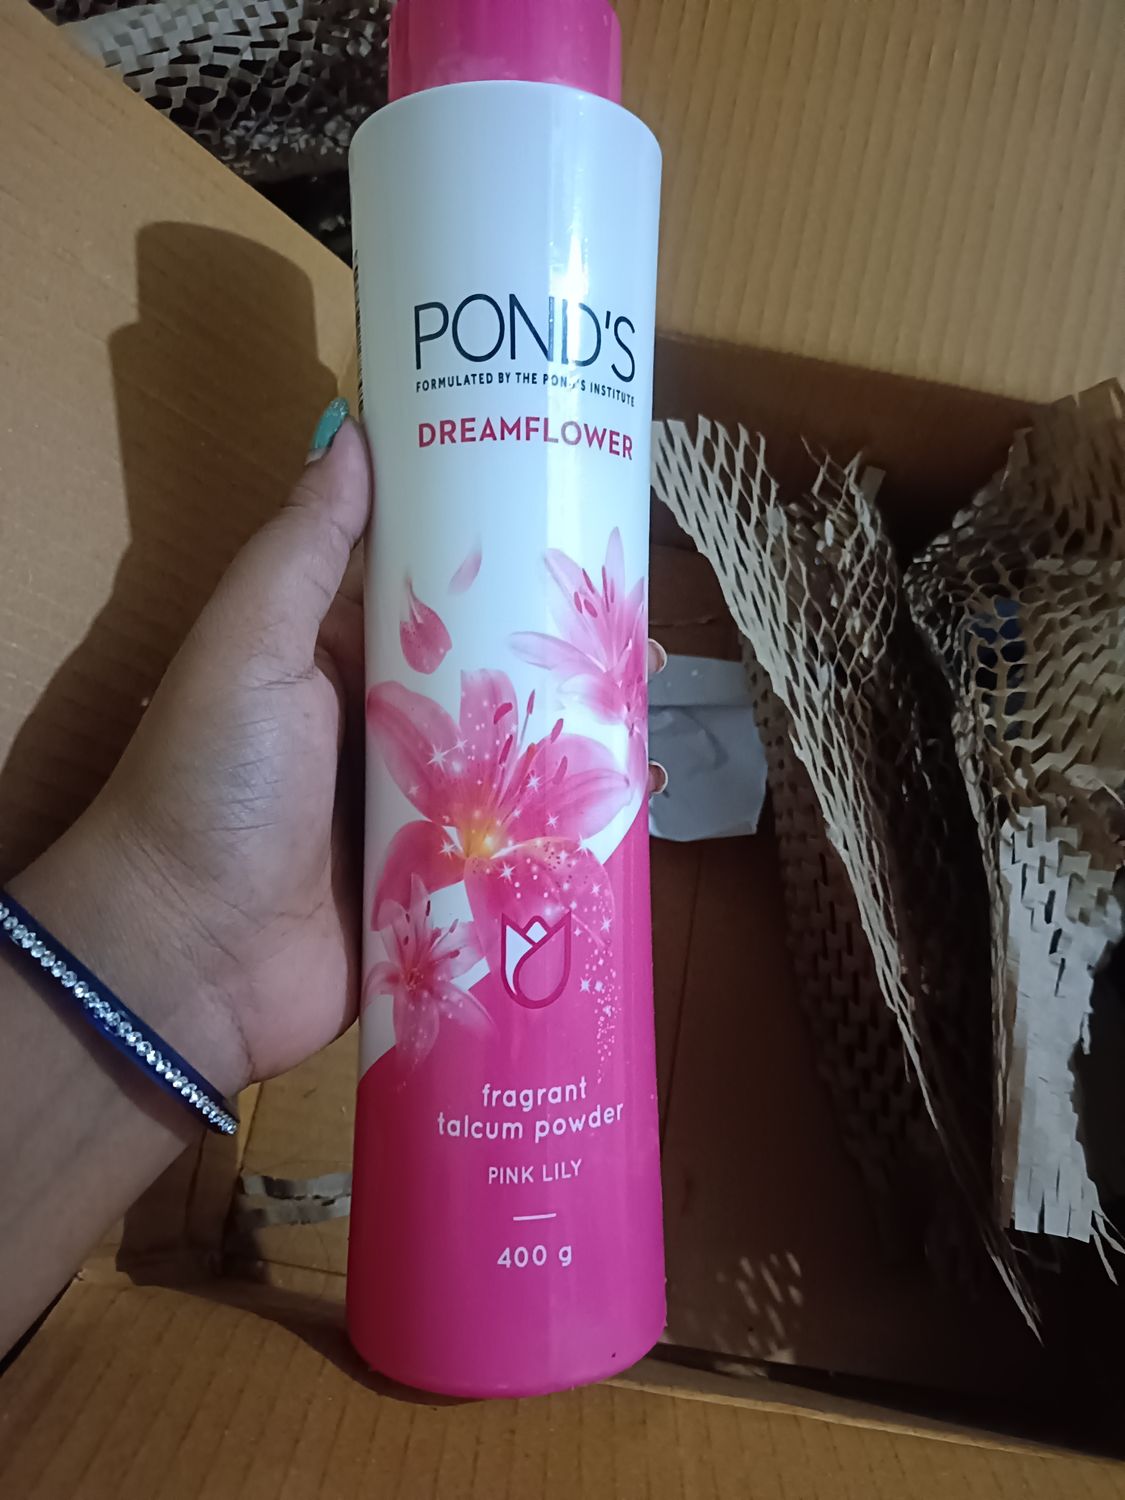 POND'S
FORMULATED BY THE POND'S INSTITUTE
DREAMFLOWER
fragrant
talcum powder
PINK LILY
400 g